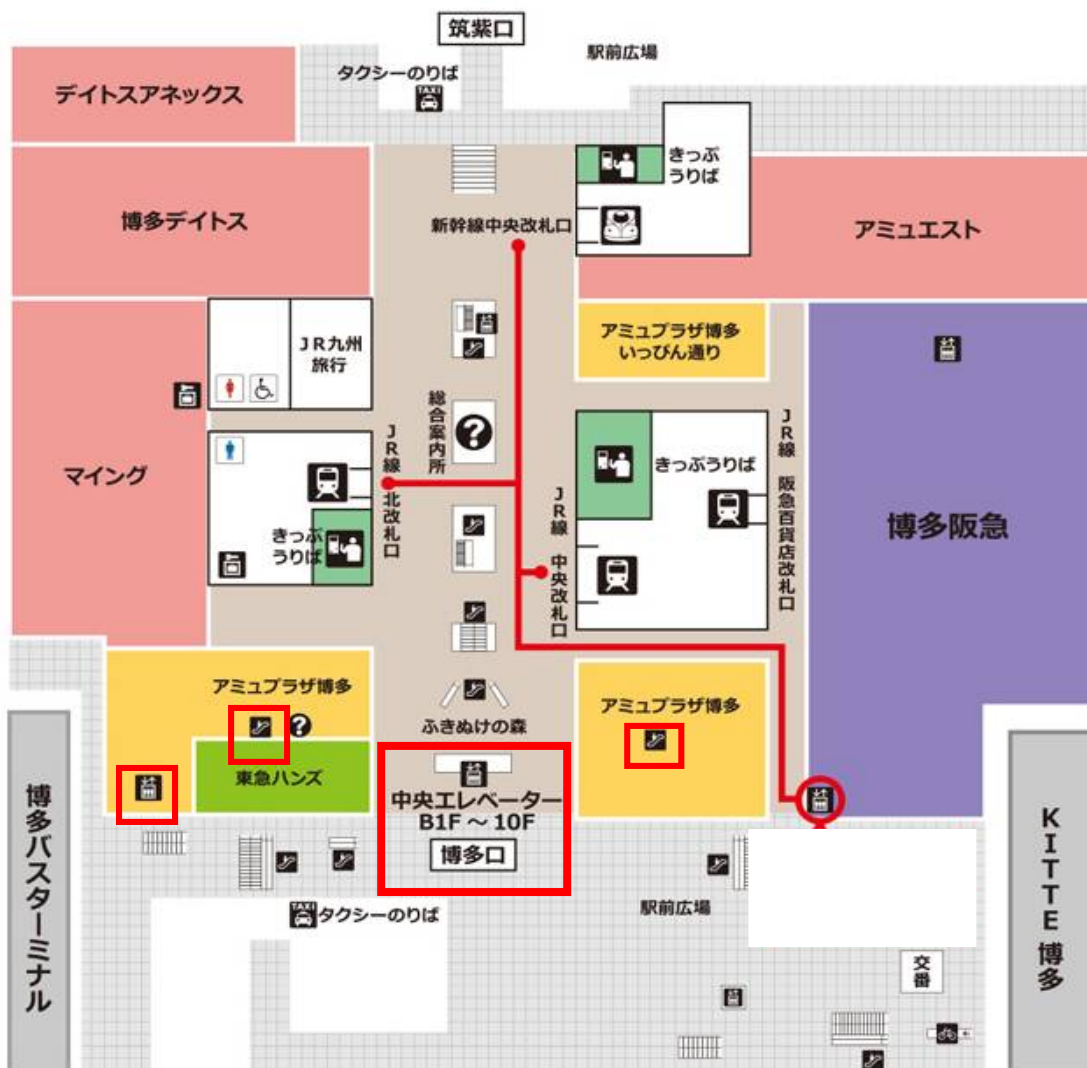 筑紫口
駅前広場
タクシーのりば
TAXI
デイトスアネックス
きっぷ
うりば
博多デイトス
新幹線中央改札口
アミュエスト
JR九州
旅行
アミュプラザ博多
いっぴん通り
総合案内所
?
JR線 北改札口
マイング
きっぷ
うりば
きっぷうりば
JR線 中央改札口
JR線 阪急百貨店改札口
博多阪急
アミュプラザ博多
?
東急ハンズ
ふきぬけの森
アミュプラザ博多
中央エレベーター
B1F ～ 10F
博多口
博多バスターミナル
TAXI
タクシーのりば
駅前広場
交番
KITTE 博多